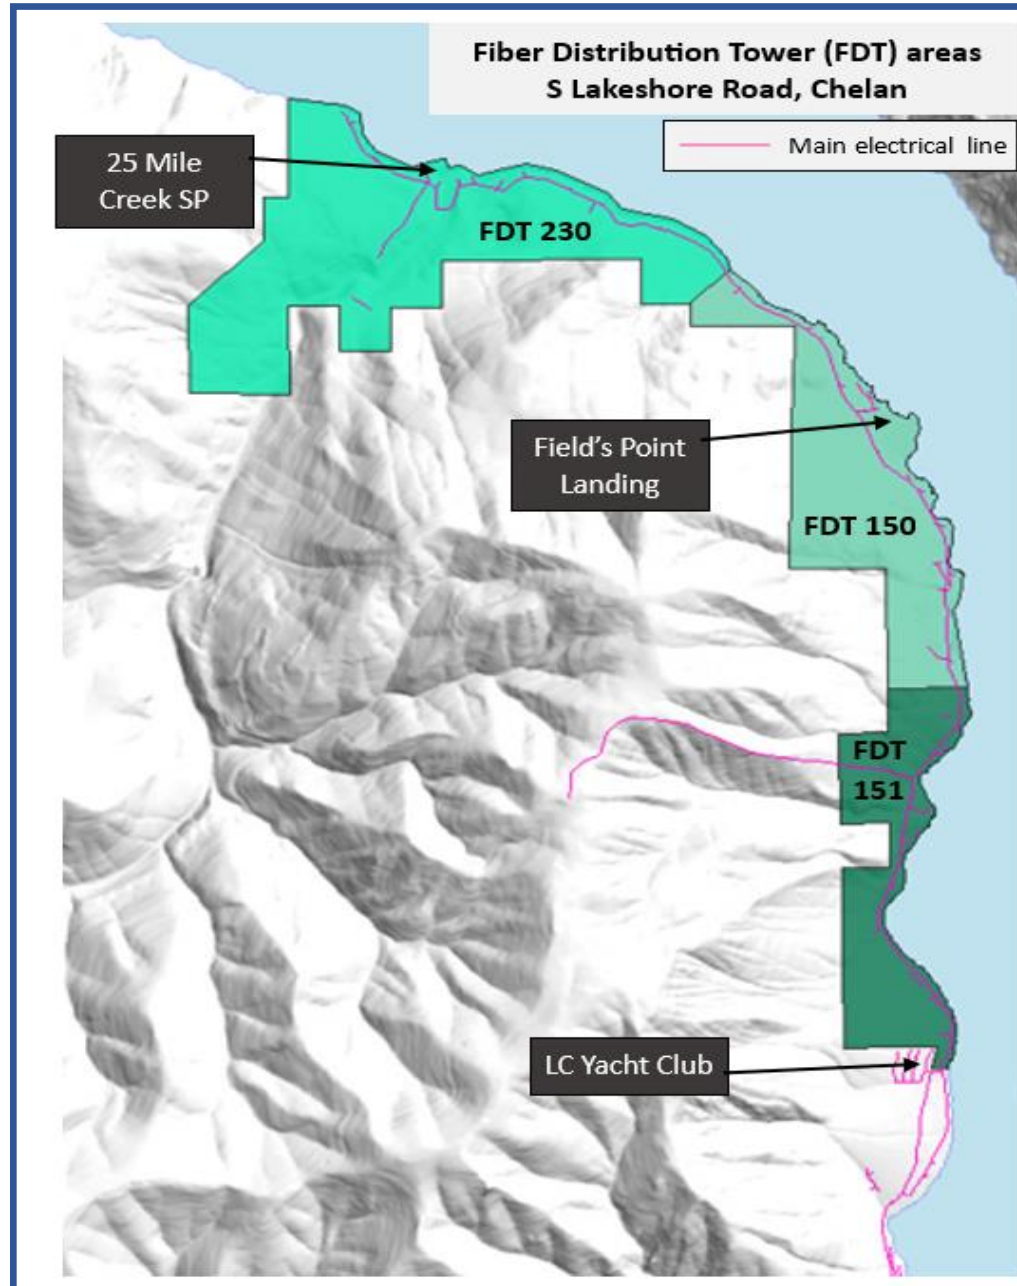 Fiber Distribution Tower (FDT) areas
S Lakeshore Road, Chelan
Main electrical line
25 Mile
Creek SP
FDT 230
Field’s Point
Landing
FDT 150
FDT
151
LC Yacht Club